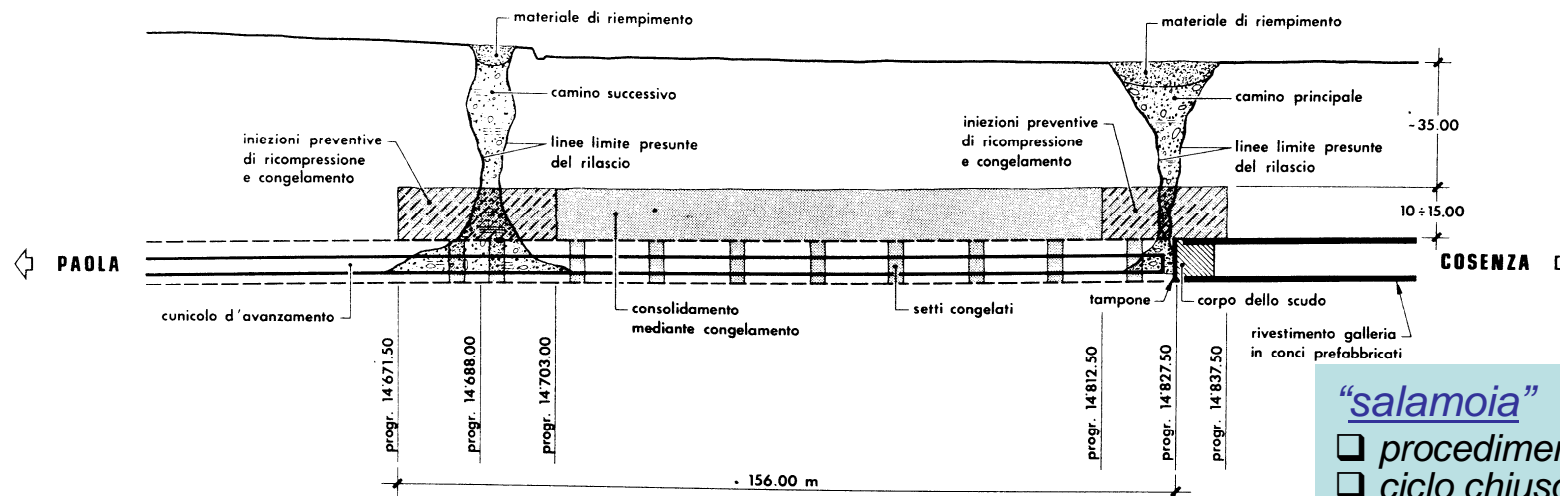 materiale di riempimento
materiale di riempimento
camino successivo
camino principale
iniezioni preventive
di ricompressione
e congelamento
linee limite presunte
del rilascio
iniezioni preventive
di ricompressione
e congelamento
linee limite presunte
del rilascio
~35.00
10÷15.00
PAOLA
COSENZA
cunicolo d'avanzamento
consolidamento
mediante congelamento
setti congelati
tampone
corpo dello scudo
rivestimento galleria
in conci prefabbricati
progr. 14'671.50
progr. 14'688.00
progr. 14'703.00
progr. 14'812.50
progr. 14'827.50
progr. 14'837.50
156.00 m
“salamoia”
❑ procedimen
❑ ciclo chiuso